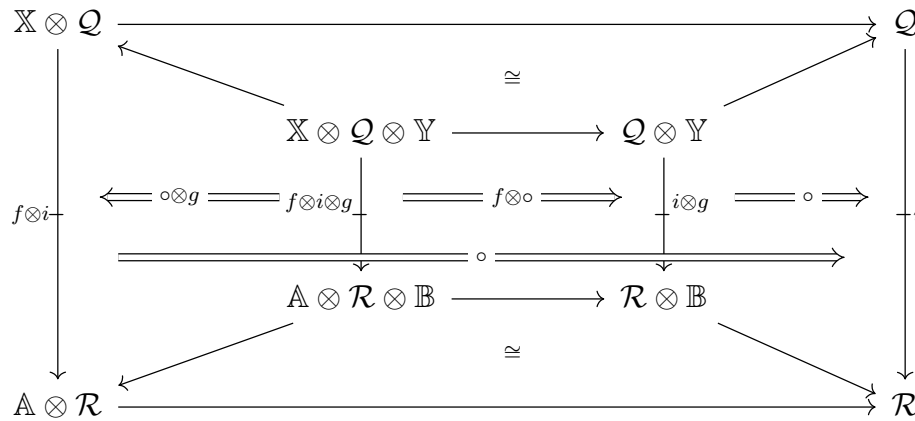 𝕏 ⊗ 𝒬 𝒬
≅
𝕏 ⊗ 𝒬 ⊗ 𝕐 𝒬 ⊗ 𝕐
∘⊗g f⊗i⊗g f⊗∘ i⊗g ∘
f⊗i
∘
𝔸 ⊗ ℛ ⊗ 𝔹 ℛ ⊗ 𝔹
≅
𝔸 ⊗ ℛ ℛ